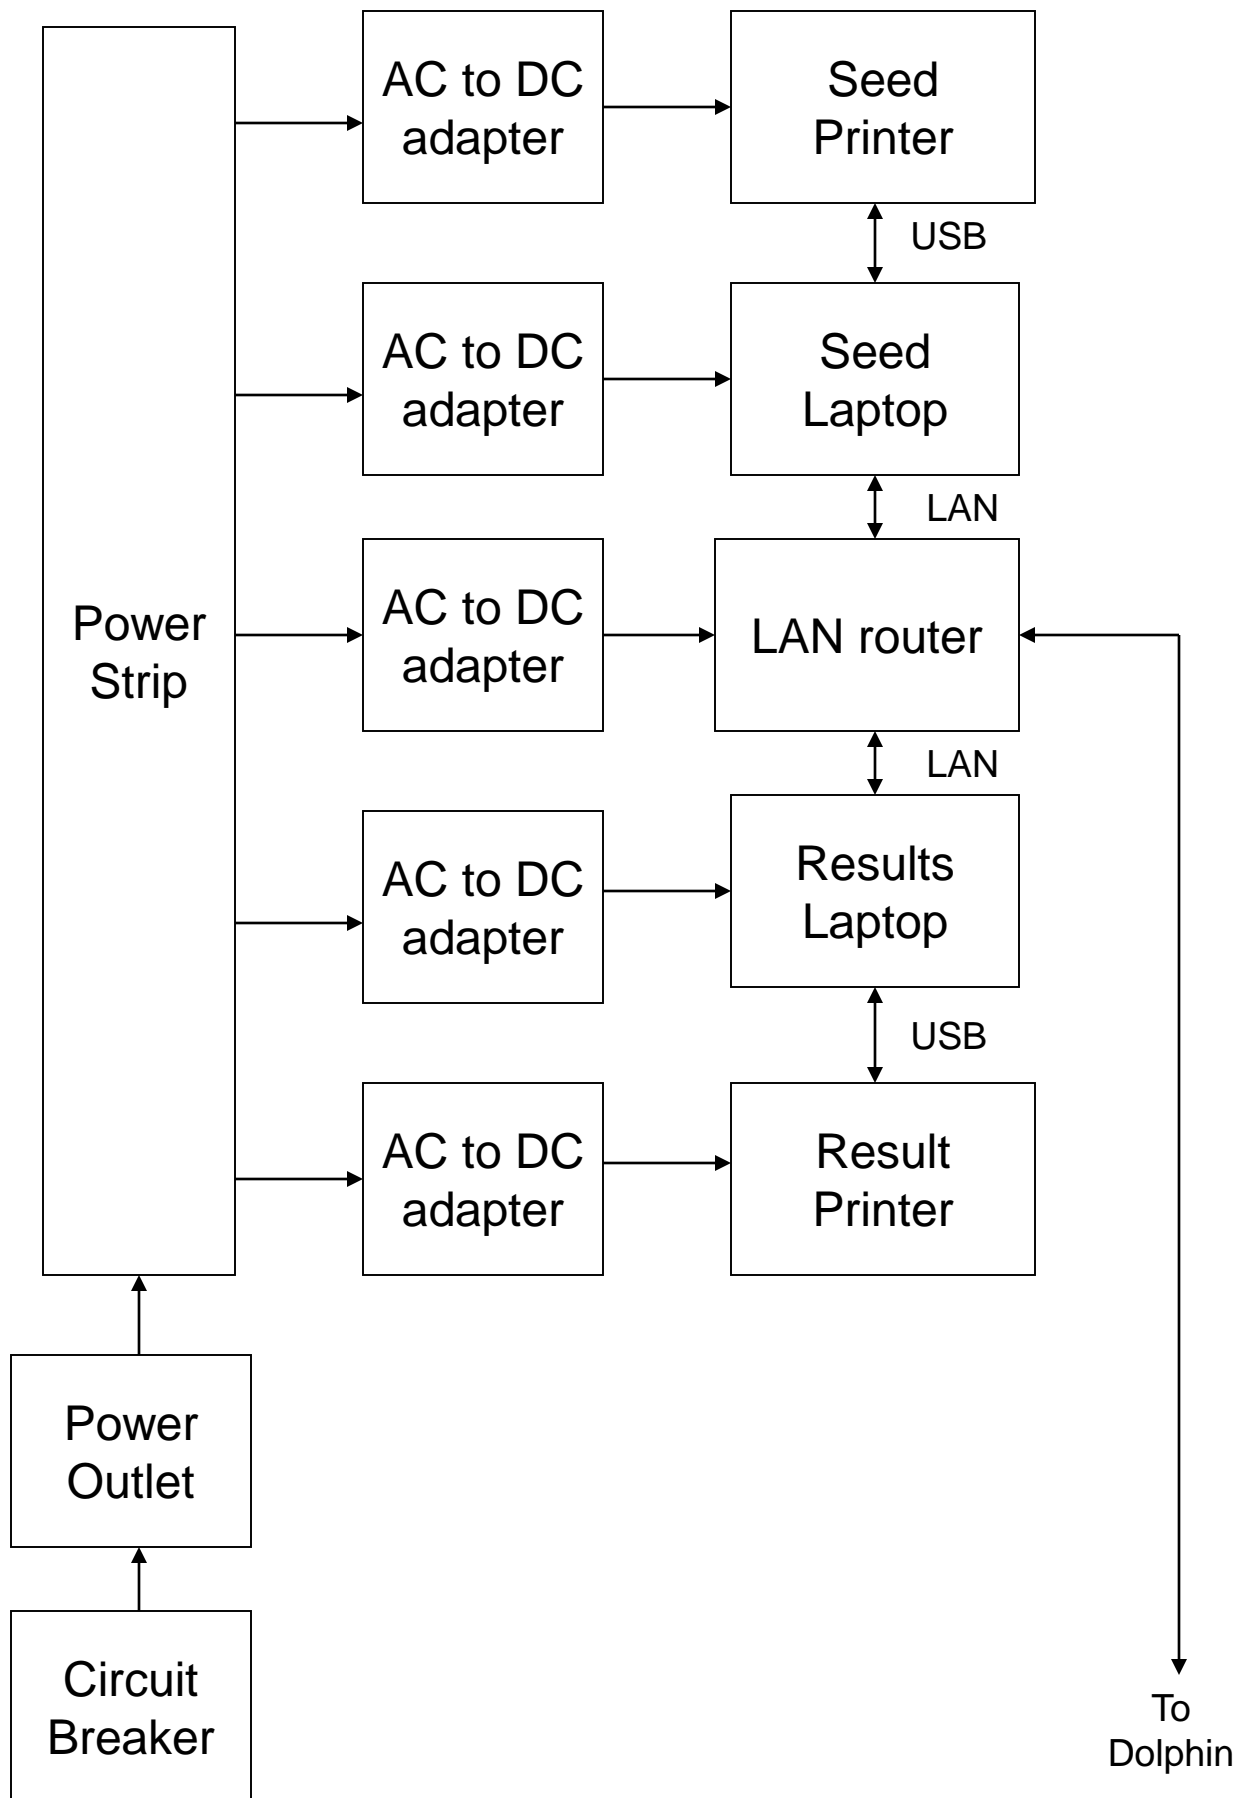 AC to DC
adapter
Seed
Printer
USB
AC to DC
adapter
Seed
Laptop
LAN
Power
Strip
AC to DC
adapter
LAN router
LAN
AC to DC
adapter
Results
Laptop
USB
AC to DC
adapter
Result
Printer
Power
Outlet
Circuit
Breaker
To
Dolphin